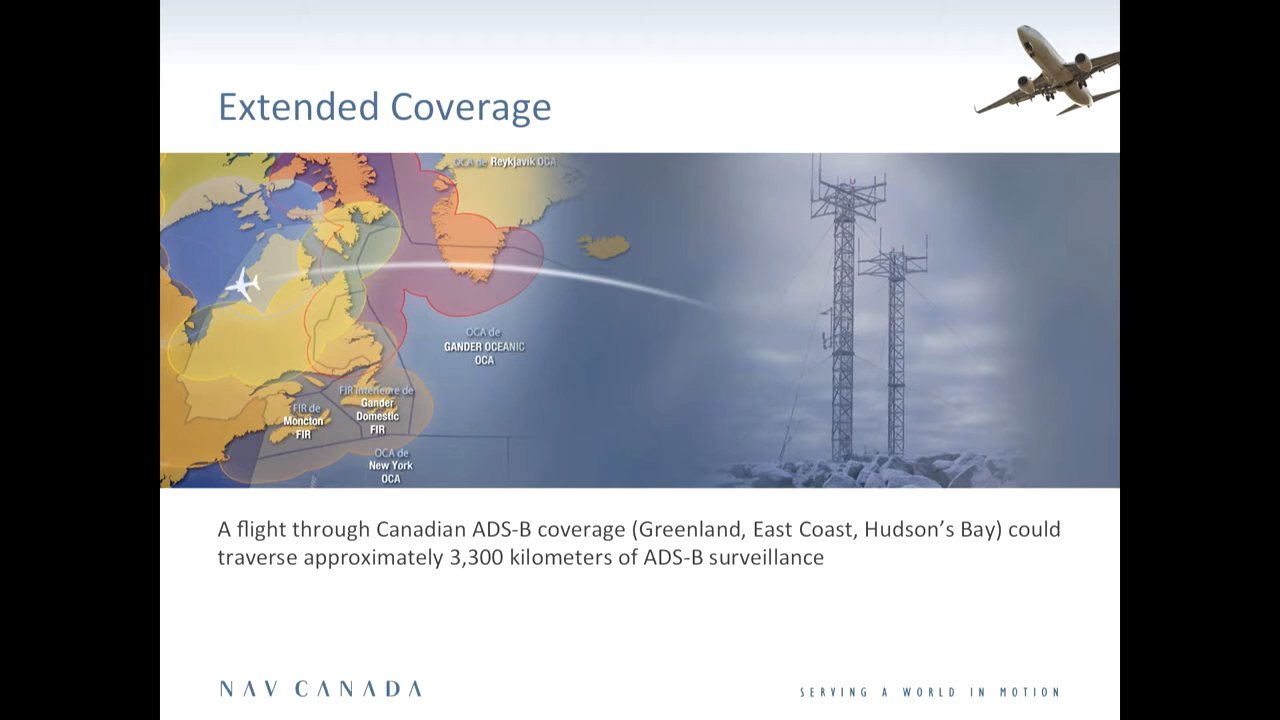 Extended Coverage
OCA de Reykjavik OCA
OCA de
GANDER OCEANIC
OCA
FIR Intérieure de
Gander
Domestic
FIR
FIR de
Moncton
FIR
OCA de
New York
OCA
A flight through Canadian ADS-B coverage (Greenland, East Coast, Hudson’s Bay) could
traverse approximately 3,300 kilometers of ADS-B surveillance
NAV CANADA
SERVING A WORLD IN MOTION